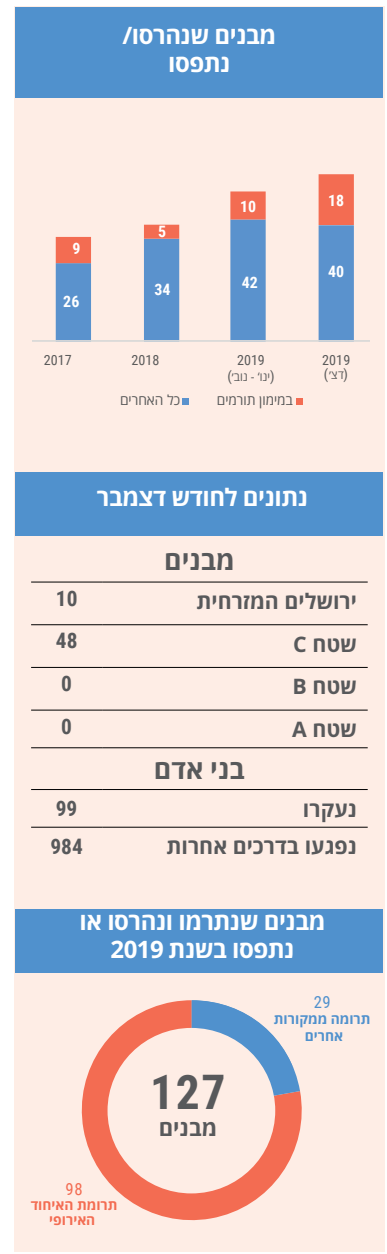 מבנים שנהרסו/
נתפסו
9
5
10
18
26
34
42
40
2017
2018
2019
(ינו' - נוב')
2019
(דצ')
במימון תורמים
כל האחרים
נתונים לחודש דצמבר
מבנים
ירושלים המזרחית 10
שטח C 48
שטח B 0
שטח A 0
בני אדם
נעקרו 99
נפגעו בדרכים אחרות 984
מבנים שנתרמו ונהרסו או
נתפסו בשנת 2019
29
תרומה ממקורות
אחרים
127
מבנים
98
תרומת האיחוד
האירופי